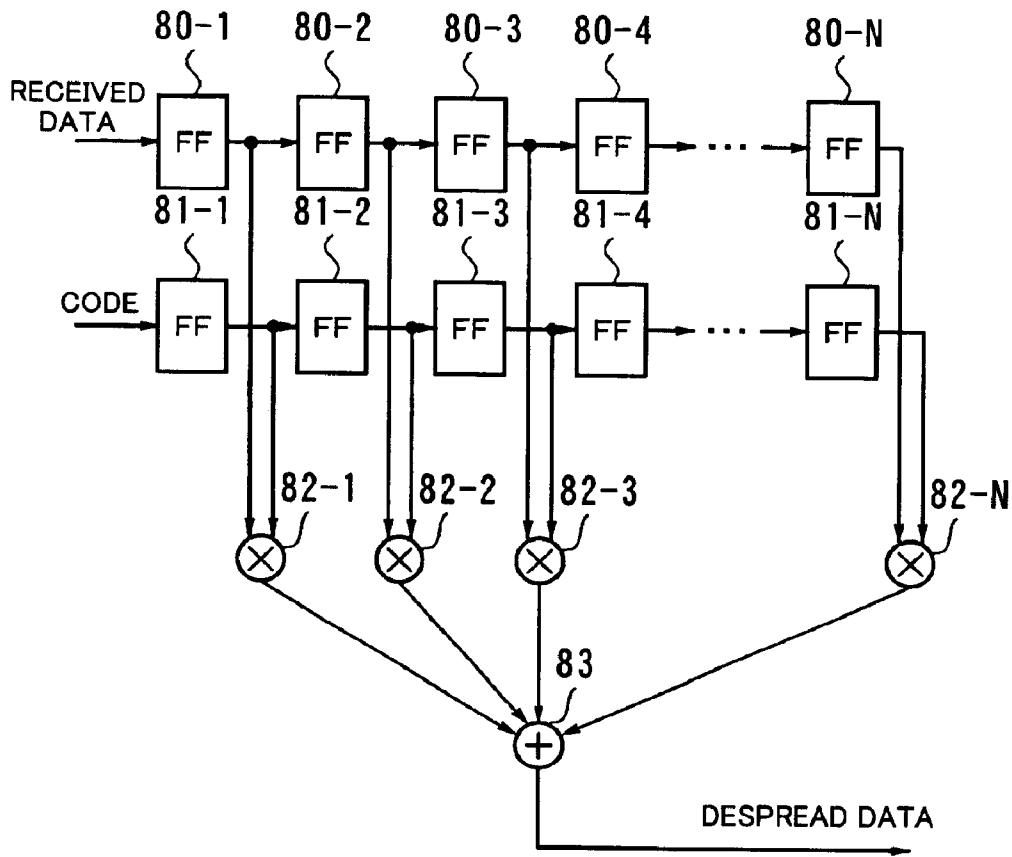 80-1 80-2 80-3 80-4 80-N
RECEIVED
DATA
FF FF FF FF ... FF
81-1 81-2 81-3 81-4 81-N
CODE
FF FF FF FF ... FF
82-1 82-2 82-3 82-N
× × × ×
83
+
DESPREAD DATA